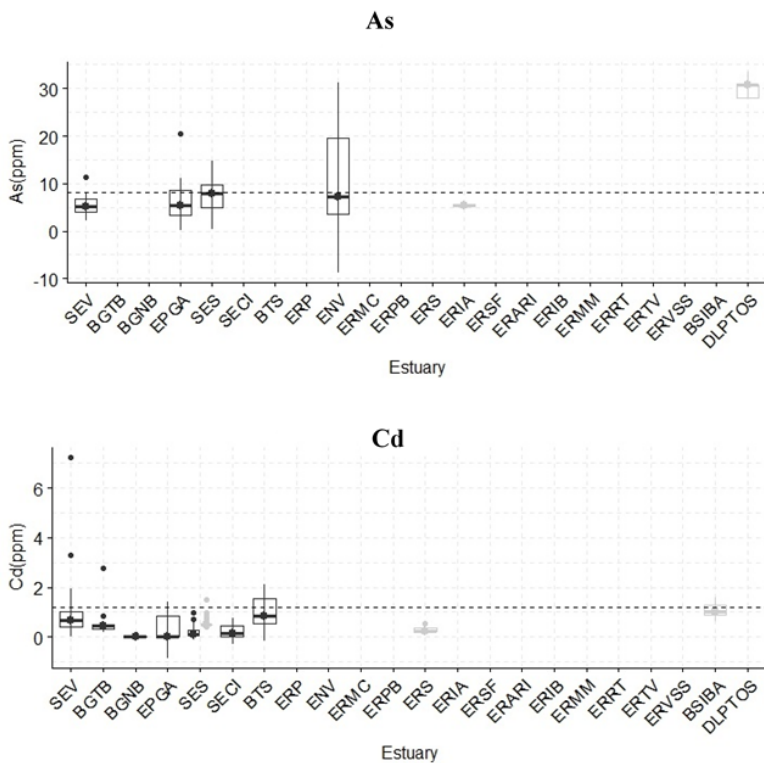 As
As(ppm)
30
20
10
0
-10
SEV BGTB BGNB EPGA SES SECI BTS ERP ENV ERMC ERPB ERS ERIA ERSF ERARI ERIB ERMM ERRT ERTV ERVSS BSIBA DLPTOS
Estuary
Cd
Cd(ppm)
6
4
2
0
SEV BGTB BGNB EPGA SES SECI BTS ERP ENV ERMC ERPB ERS ERIA ERSF ERARI ERIB ERMM ERRT ERTV ERVSS BSIBA DLPTOS
Estuary